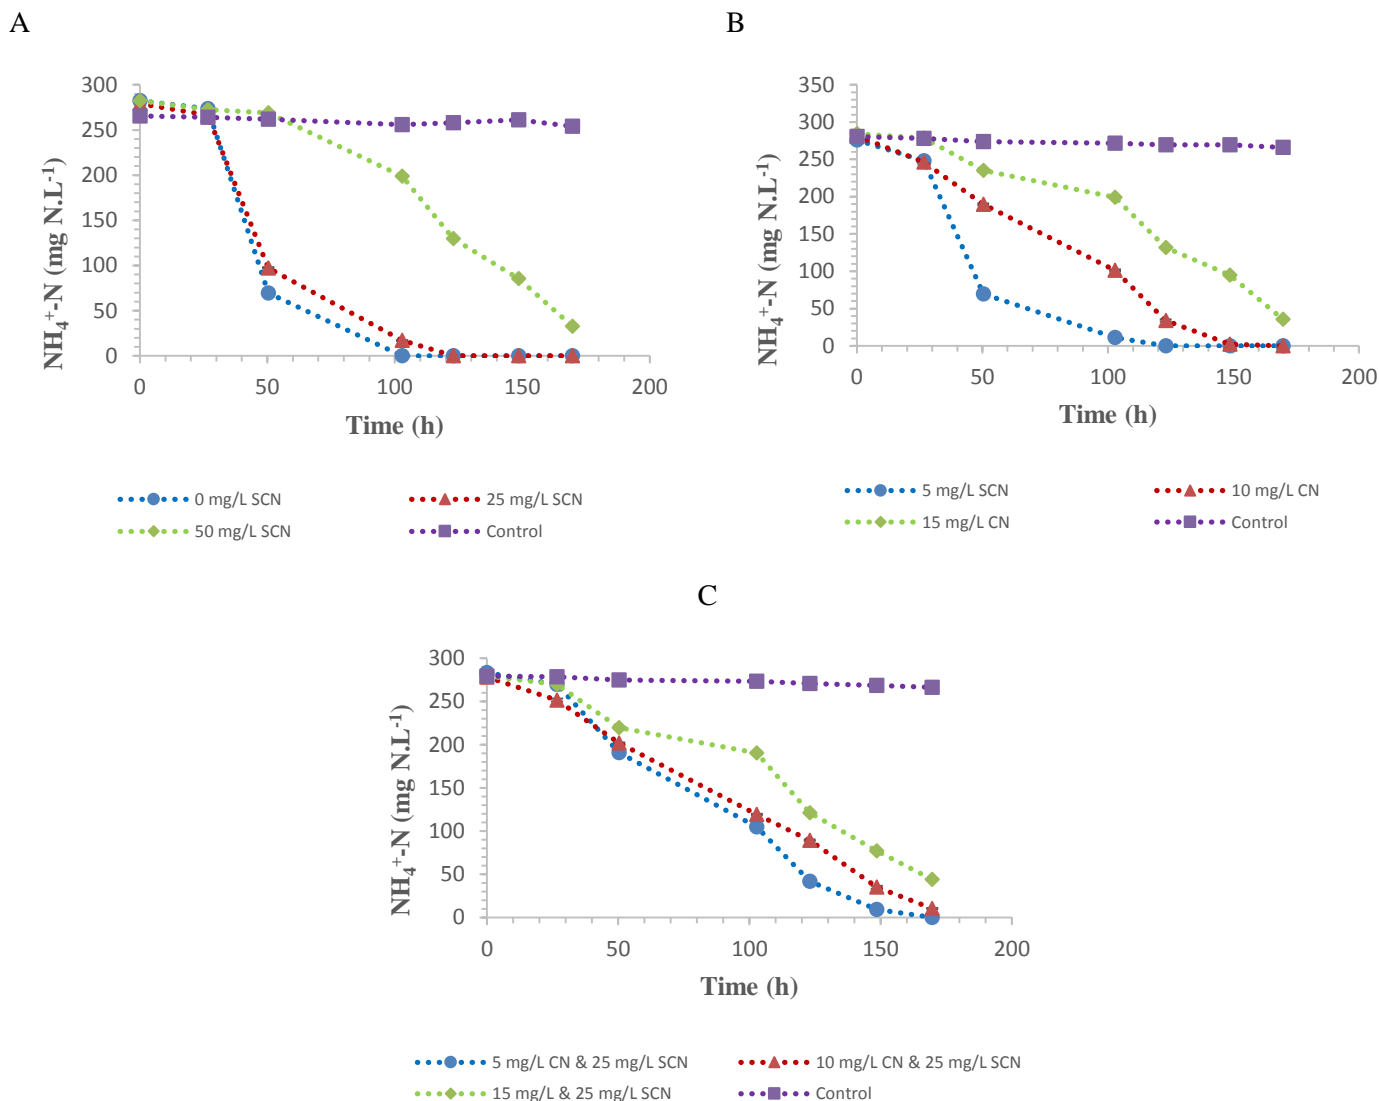 A
B
300
250
200
150
100
50
0
NH₄⁺-N (mg N.L⁻¹)
0 50 100 150 200
Time (h)
0 mg/L SCN 25 mg/L SCN
50 mg/L SCN Control
350
300
250
200
150
100
50
0
NH₄⁺-N (mg N.L⁻¹)
0 50 100 150 200
Time (h)
5 mg/L SCN 10 mg/L CN
15 mg/L CN Control
C
300
250
200
150
100
50
0
NH₄⁺-N (mg N.L⁻¹)
0 50 100 150 200
Time (h)
5 mg/L CN & 25 mg/L SCN 10 mg/L CN & 25 mg/L SCN
15 mg/L & 25 mg/L SCN Control